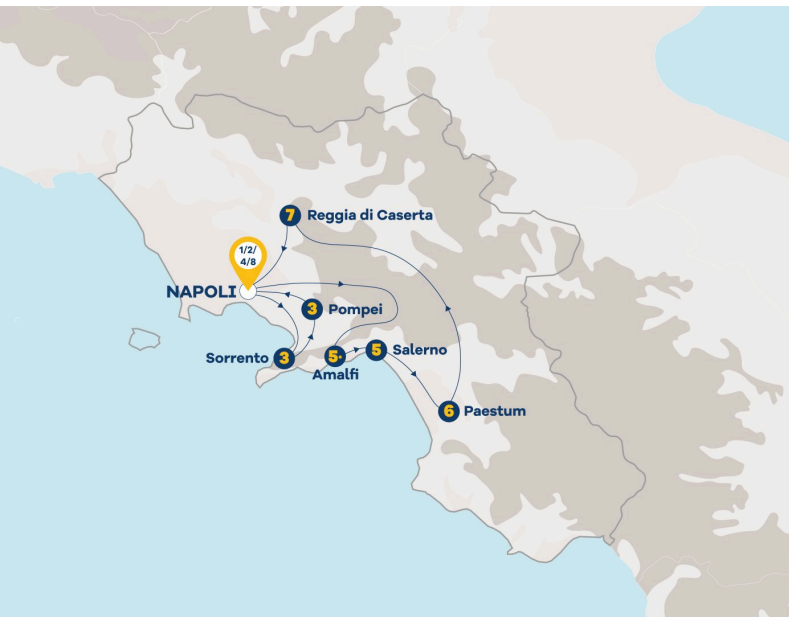 7 Reggia di Caserta
1/2/
4/8
NAPOLI
3 Pompei
Sorrento 3
5·
Amalfi
5 Salerno
6 Paestum